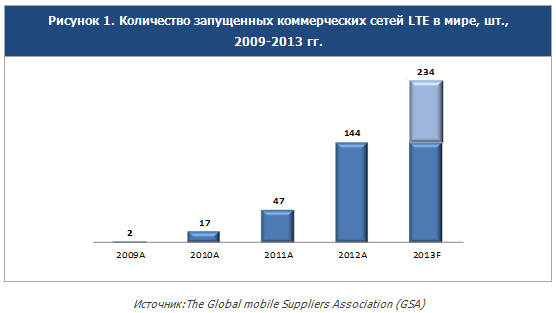 Рисунок 1. Количество запущенных коммерческих сетей LTE в мире, шт.,
2009-2013 гг.
234
144
47
17
2
2009A
2010A
2011A
2012A
2013F
Источник:The Global mobile Suppliers Association (GSA)